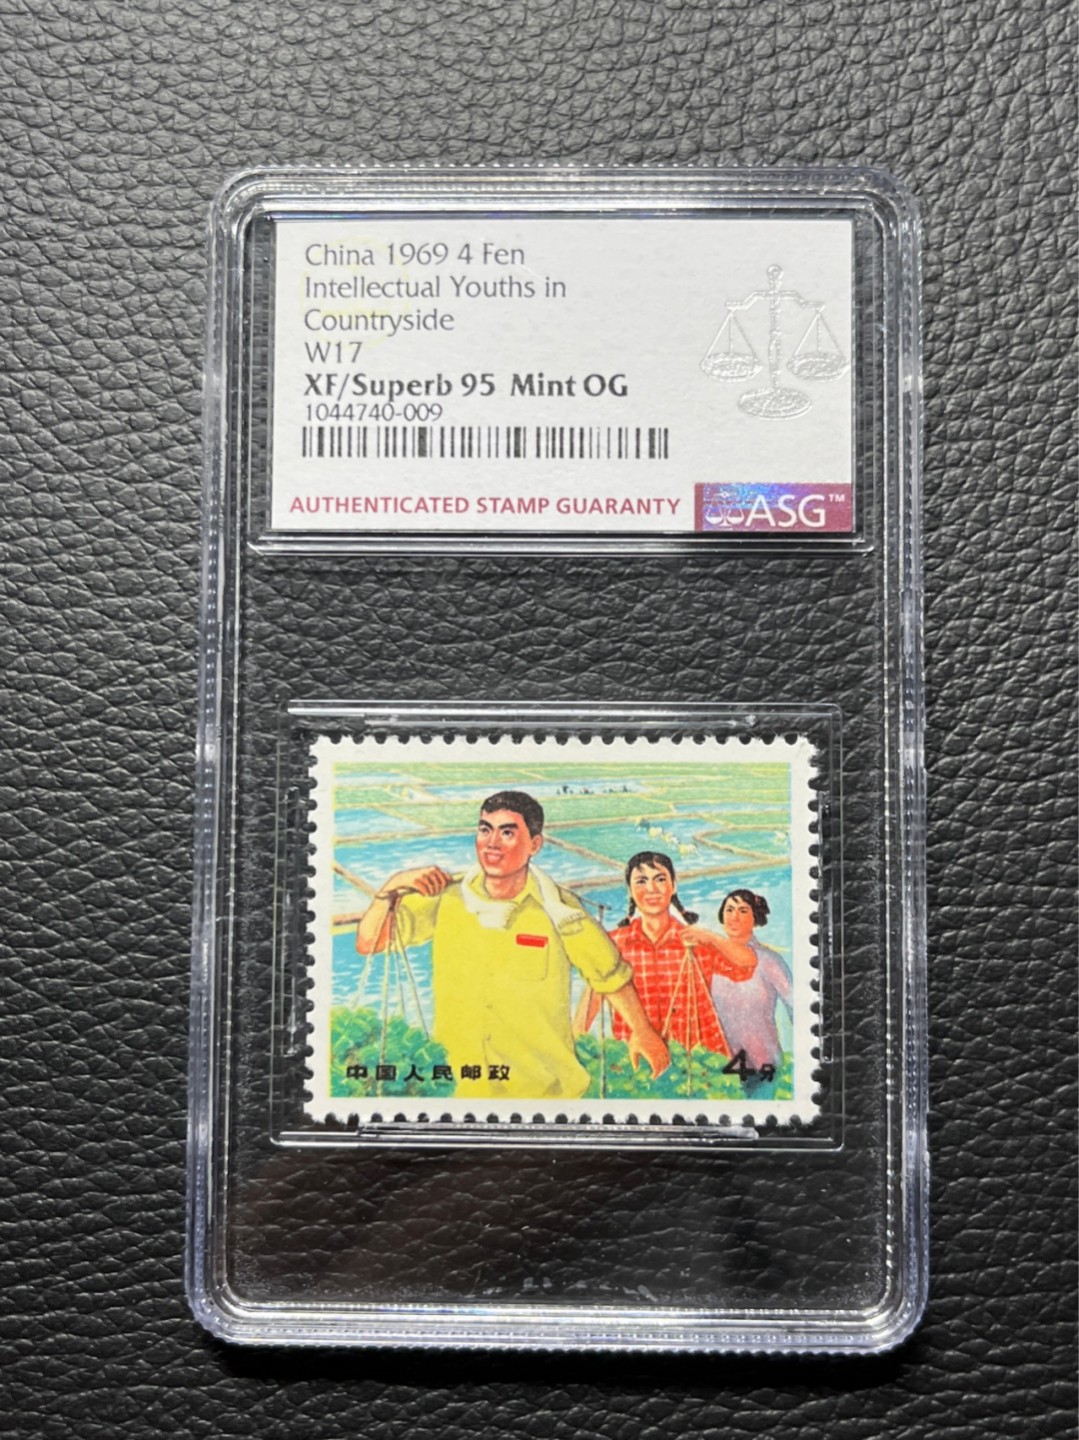 China 1969 4 Fen
Intellectual Youths in
Countryside
W17
XF/Superb 95 Mint OG
1044740-009
AUTHENTICATED STAMP GUARANTY
ASG™
中国人民邮政
4分